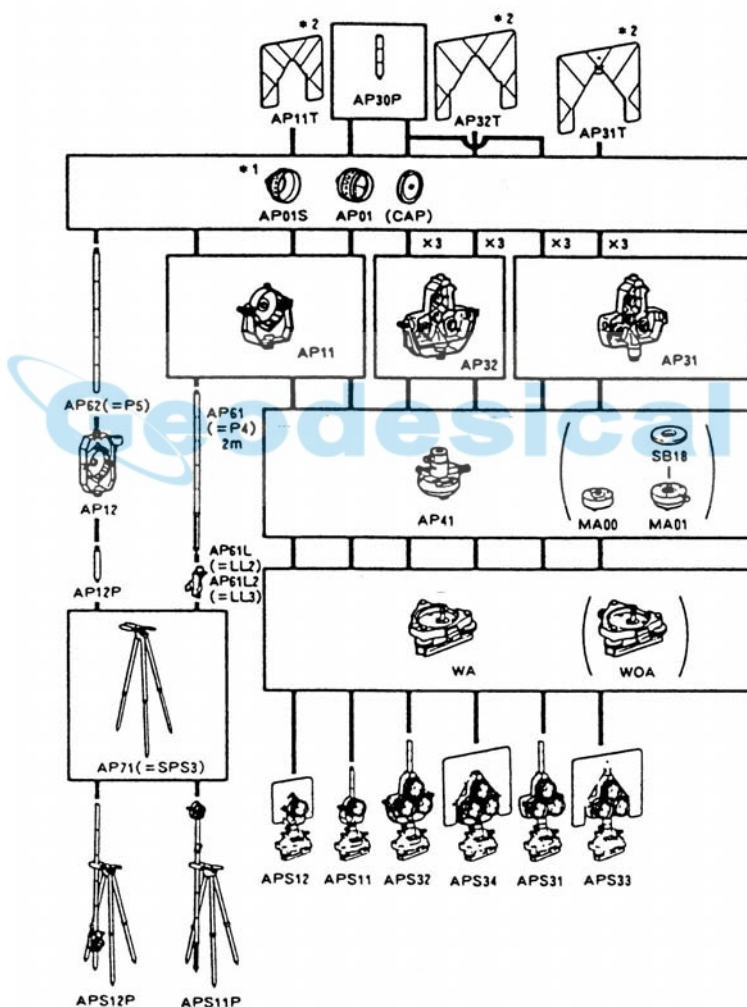 *2
*2
*2
AP11T
AP30P
AP32T
AP31T
*1
AP01S
AP01
(CAP)
×3
×3
×3
×3
AP11
AP32
AP31
AP62(=P5)
AP61
(=P4)
2m
Geodesical
AP12
AP41
SB18
MA00
MA01
AP61L
(=LL2)
AP61L2
(=LL3)
AP12P
WA
WOA
AP71(=SPS3)
APS12
APS11
APS32
APS34
APS31
APS33
APS12P
APS11P